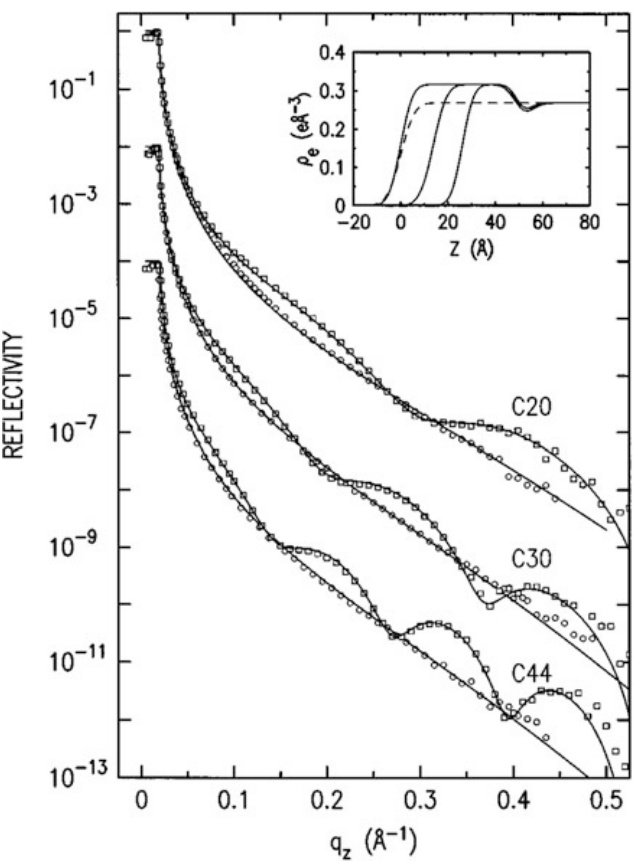 REFLECTIVITY
10⁻¹
10⁻³
10⁻⁵
10⁻⁷
10⁻⁹
10⁻¹¹
10⁻¹³
0.4
0.3
0.2
0.1
0
ρₑ (eÅ⁻³)
-20 0 20 40 60 80
Z (Å)
C20
C30
C44
0 0.1 0.2 0.3 0.4 0.5
q_z (Å⁻¹)